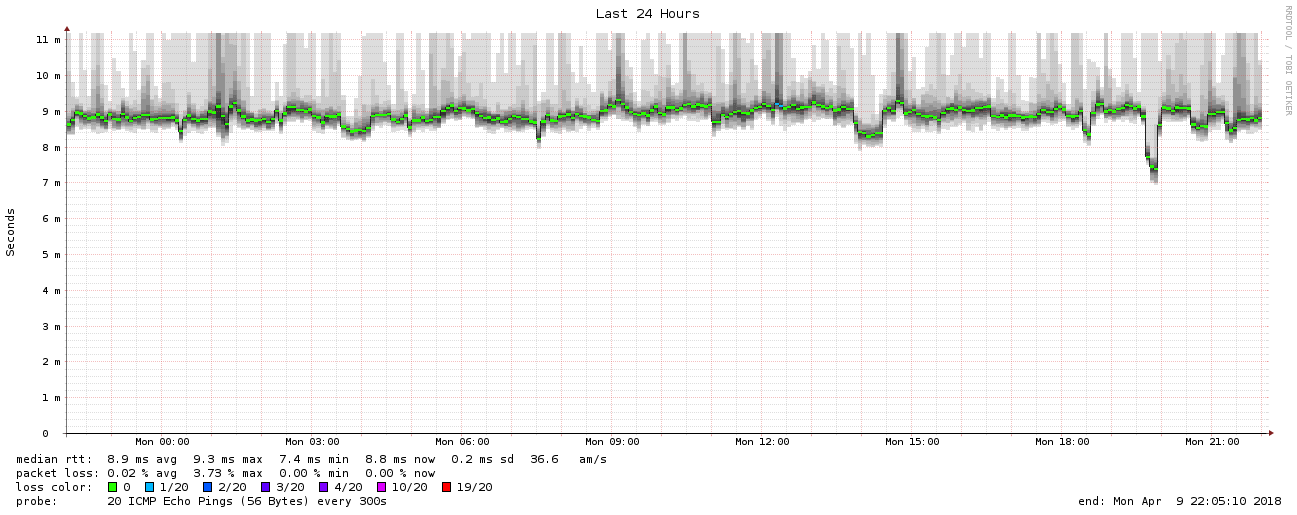 Last 24 Hours
RRDTOOL / TOBI OETIKER
Seconds
11 m
10 m
9 m
8 m
7 m
6 m
5 m
4 m
3 m
2 m
1 m
0
Mon 00:00 Mon 03:00 Mon 06:00 Mon 09:00 Mon 12:00 Mon 15:00 Mon 18:00 Mon 21:00
median rtt: 8.9 ms avg 9.3 ms max 7.4 ms min 8.8 ms now 0.2 ms sd 36.6 am/s
packet loss: 0.02 % avg 3.73 % max 0.00 % min 0.00 % now
loss color: 0 1/20 2/20 3/20 4/20 10/20 19/20
probe: 20 ICMP Echo Pings (56 Bytes) every 300s end: Mon Apr 9 22:05:10 2018